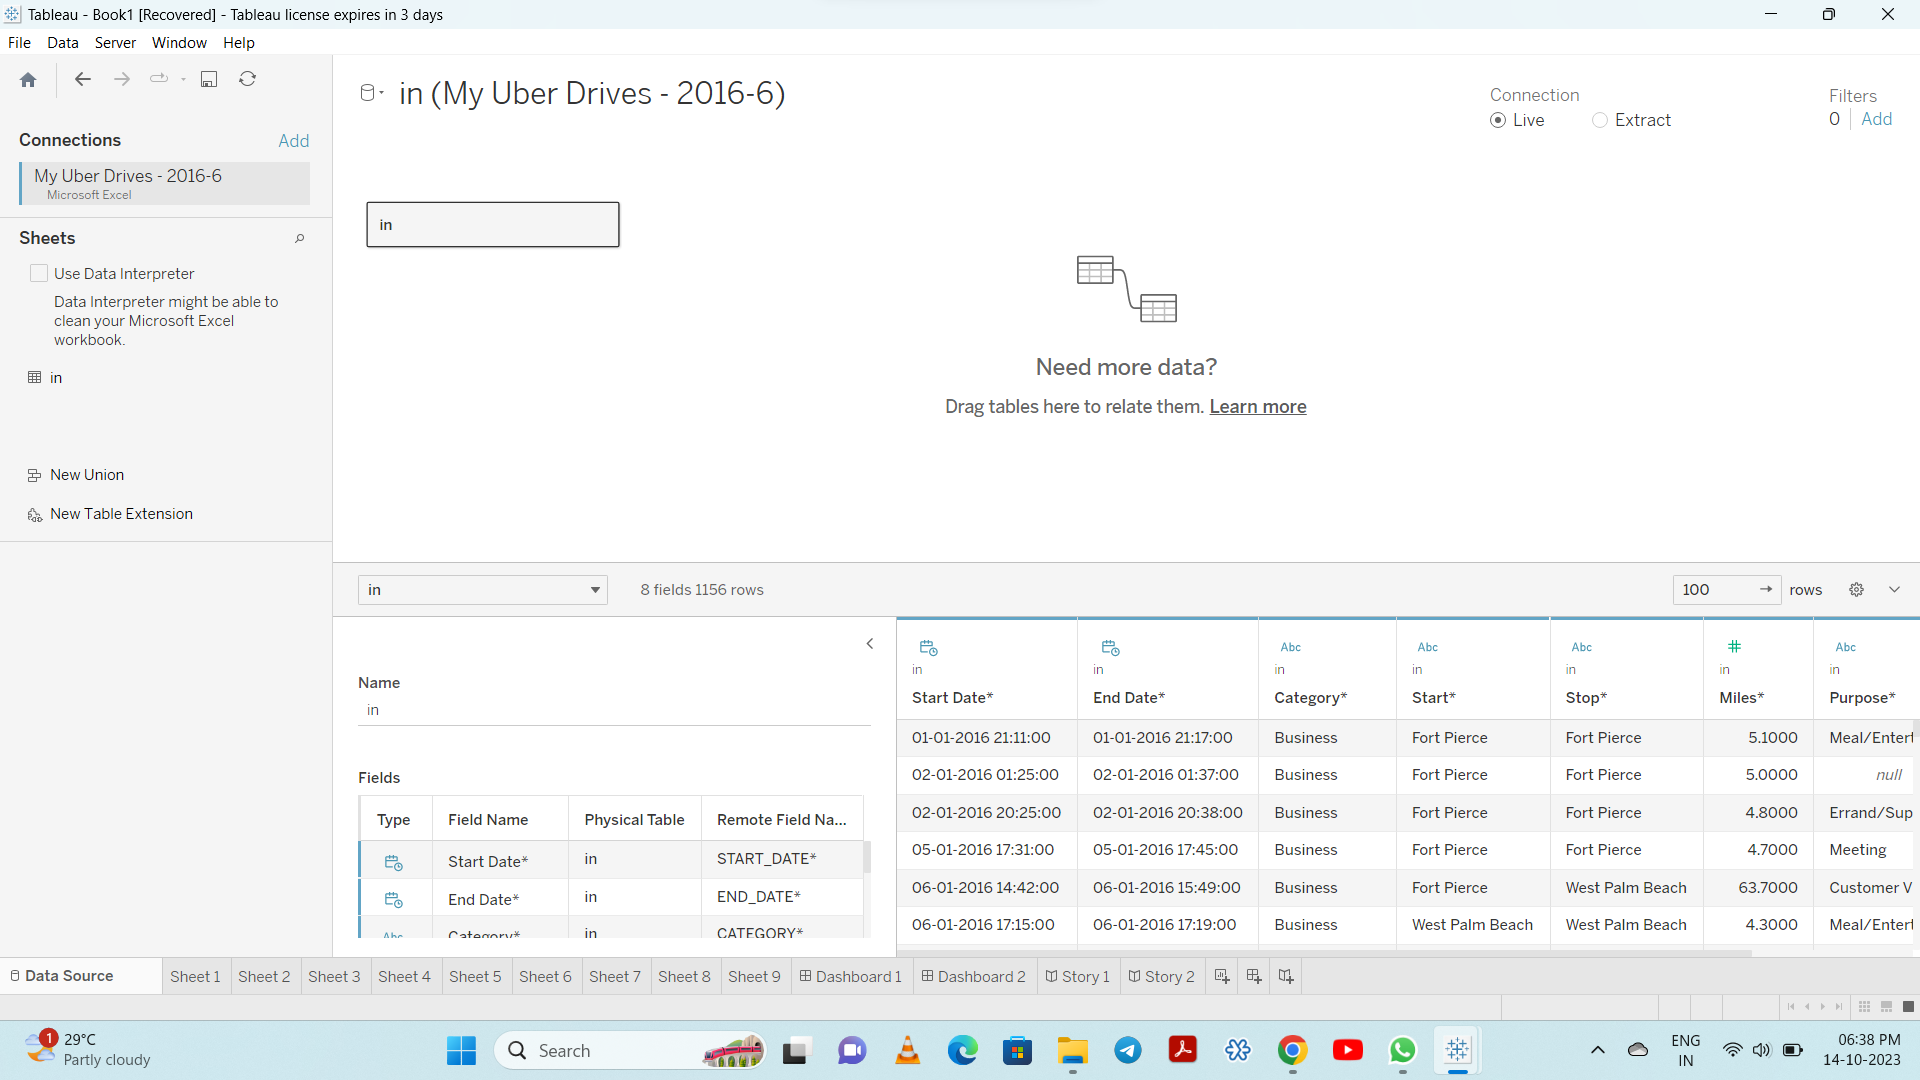 Tableau - Book1 [Recovered] - Tableau license expires in 3 days
File Data Server Window Help
Connections Add
My Uber Drives - 2016-6
Microsoft Excel
Sheets
Use Data Interpreter
Data Interpreter might be able to
clean your Microsoft Excel
workbook.
in
New Union
New Table Extension
in (My Uber Drives - 2016-6)
Connection
Live Extract
Filters
0 Add
in
Need more data?
Drag tables here to relate them. Learn more
in 8 fields 1156 rows 100 rows
Name
in
Fields
Type Field Name Physical Table Remote Field Na...
Start Date* in START_DATE*
End Date* in END_DATE*
Abc Category* in CATEGORY*
Abc Abc Abc # Abc
in in in in in in in
Start Date* End Date* Category* Start* Stop* Miles* Purpose*
01-01-2016 21:11:00 01-01-2016 21:17:00 Business Fort Pierce Fort Pierce 5.1000 Meal/Entert
02-01-2016 01:25:00 02-01-2016 01:37:00 Business Fort Pierce Fort Pierce 5.0000 null
02-01-2016 20:25:00 02-01-2016 20:38:00 Business Fort Pierce Fort Pierce 4.8000 Errand/Sup
05-01-2016 17:31:00 05-01-2016 17:45:00 Business Fort Pierce Fort Pierce 4.7000 Meeting
06-01-2016 14:42:00 06-01-2016 15:49:00 Business Fort Pierce West Palm Beach 63.7000 Customer V
06-01-2016 17:15:00 06-01-2016 17:19:00 Business West Palm Beach West Palm Beach 4.3000 Meal/Entert
Data Source Sheet 1 Sheet 2 Sheet 3 Sheet 4 Sheet 5 Sheet 6 Sheet 7 Sheet 8 Sheet 9 Dashboard 1 Dashboard 2 Story 1 Story 2
1 29°C
Partly cloudy
Search
ENG
IN
06:38 PM
14-10-2023